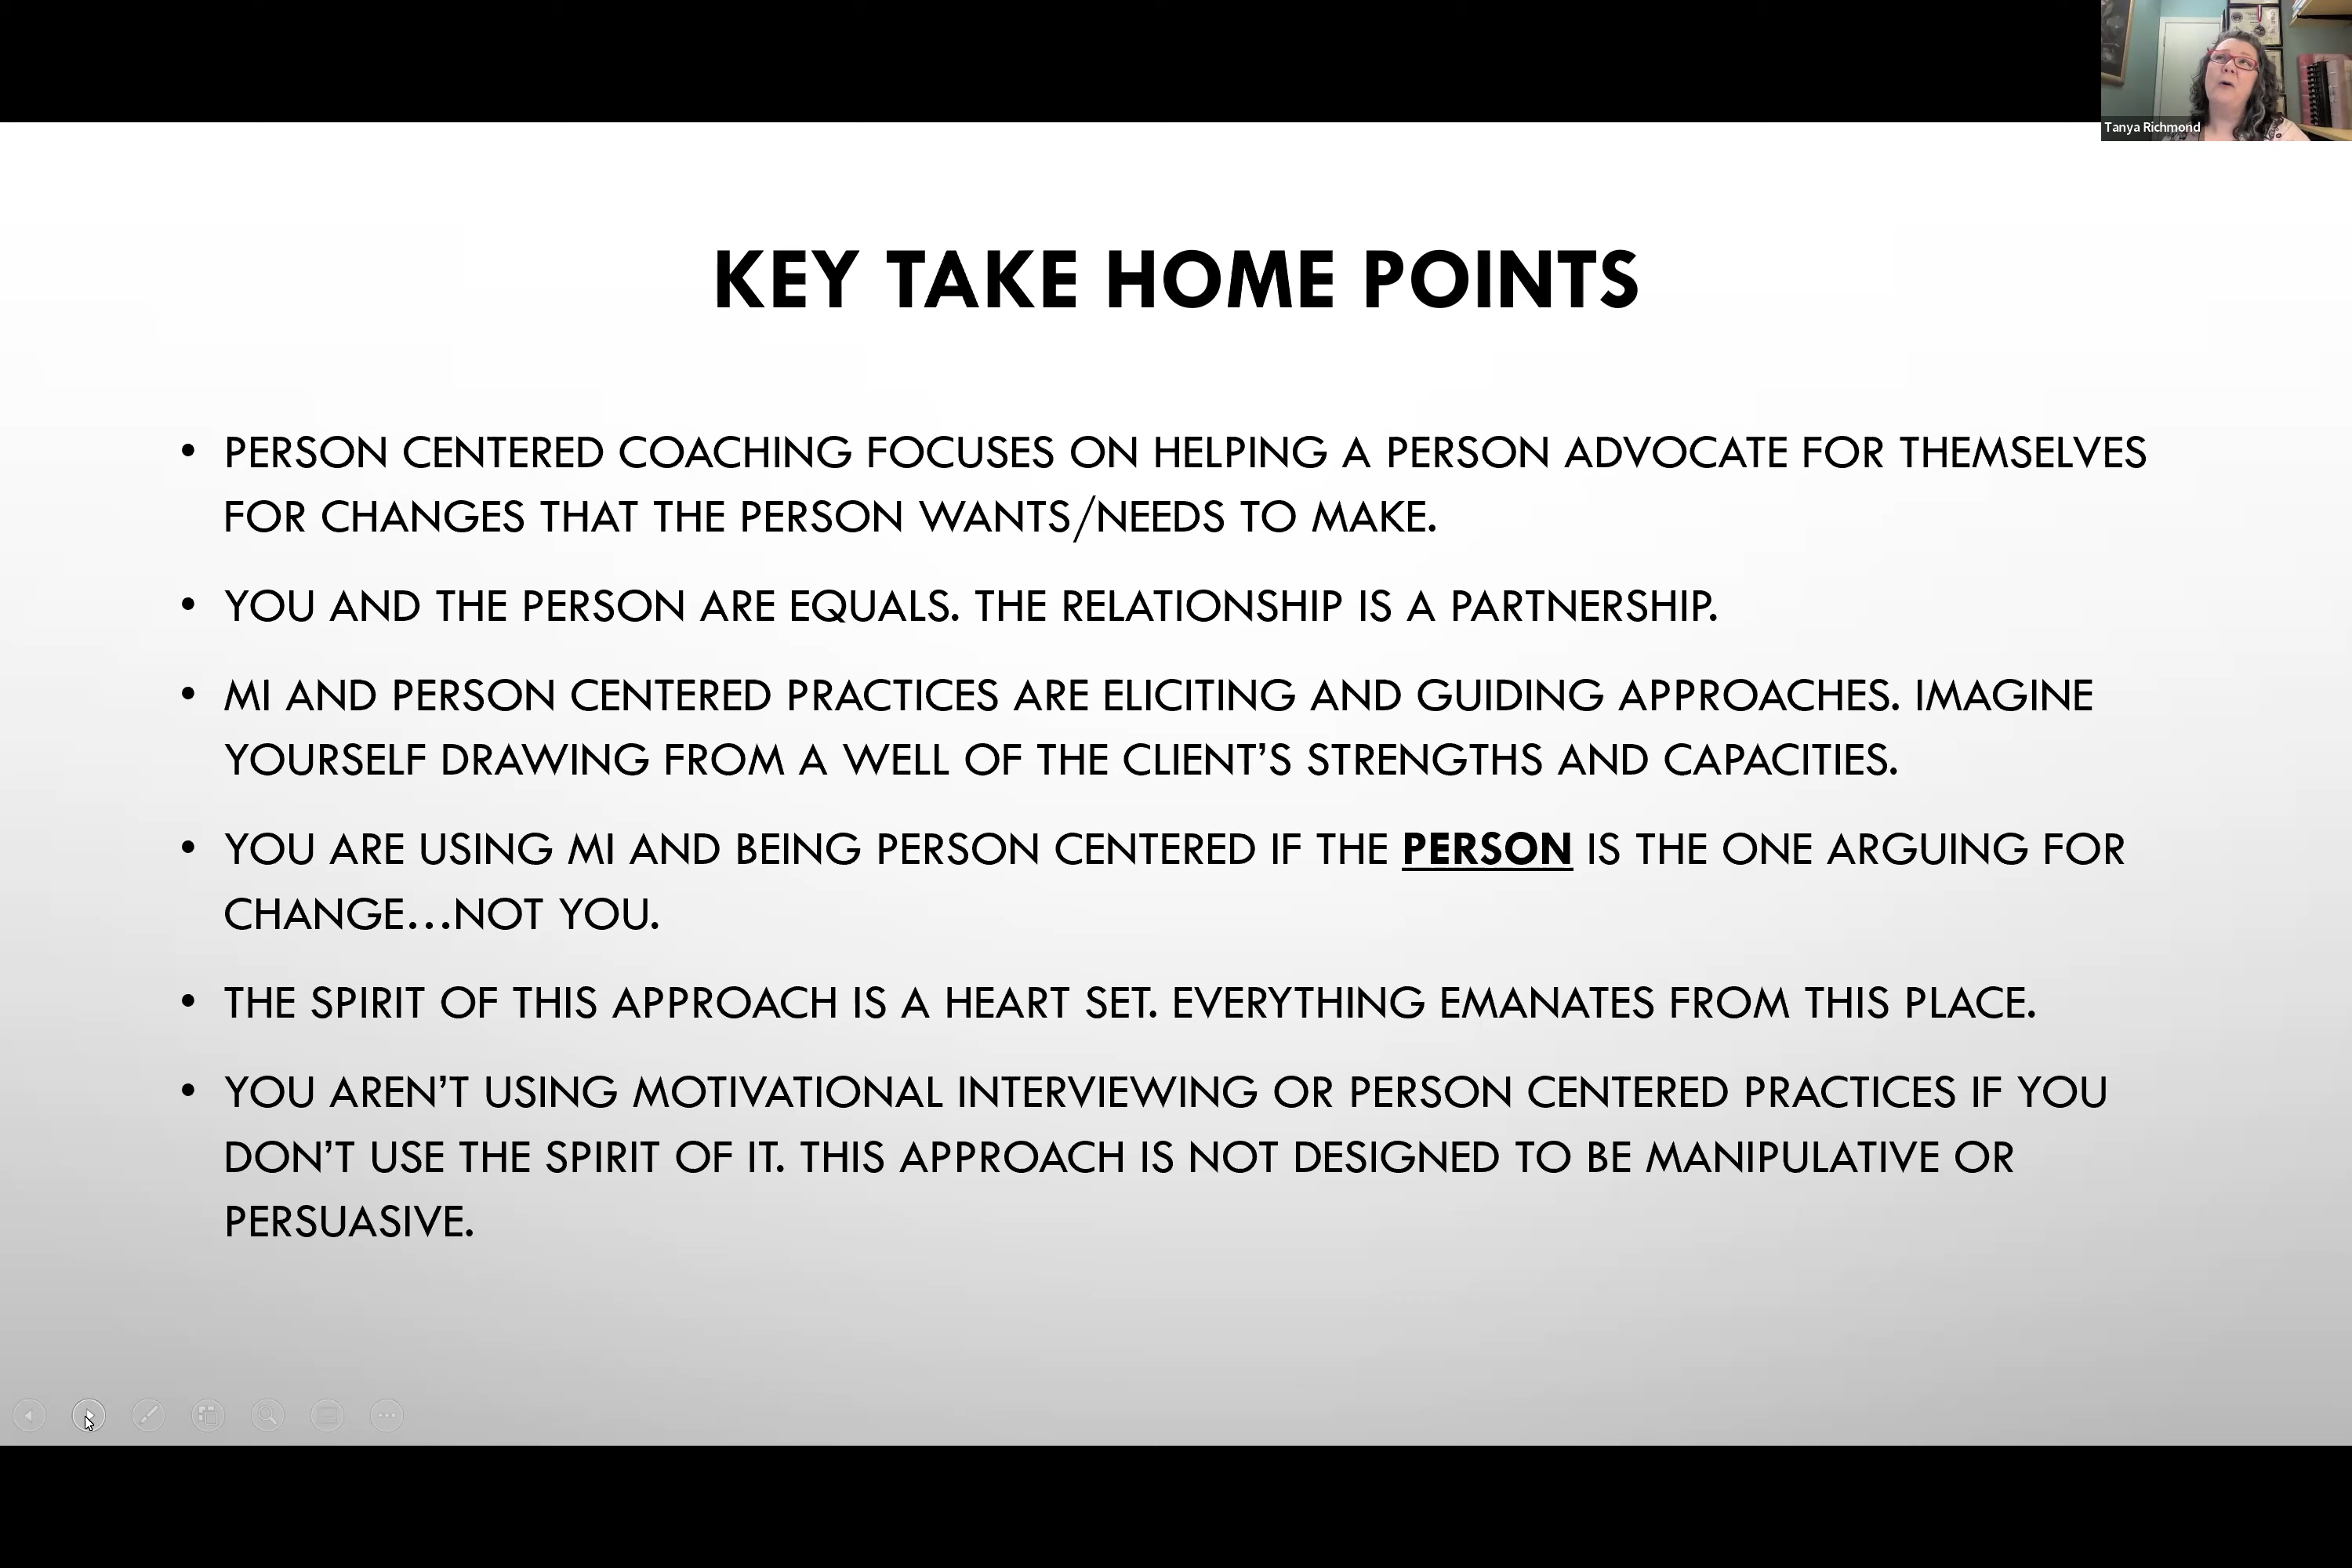 Tanya Richmond
KEY TAKE HOME POINTS
• PERSON CENTERED COACHING FOCUSES ON HELPING A PERSON ADVOCATE FOR THEMSELVES
FOR CHANGES THAT THE PERSON WANTS/NEEDS TO MAKE.
• YOU AND THE PERSON ARE EQUALS. THE RELATIONSHIP IS A PARTNERSHIP.
• MI AND PERSON CENTERED PRACTICES ARE ELICITING AND GUIDING APPROACHES. IMAGINE
YOURSELF DRAWING FROM A WELL OF THE CLIENT’S STRENGTHS AND CAPACITIES.
• YOU ARE USING MI AND BEING PERSON CENTERED IF THE PERSON IS THE ONE ARGUING FOR
CHANGE...NOT YOU.
• THE SPIRIT OF THIS APPROACH IS A HEART SET. EVERYTHING EMANATES FROM THIS PLACE.
• YOU AREN’T USING MOTIVATIONAL INTERVIEWING OR PERSON CENTERED PRACTICES IF YOU
DON’T USE THE SPIRIT OF IT. THIS APPROACH IS NOT DESIGNED TO BE MANIPULATIVE OR
PERSUASIVE.